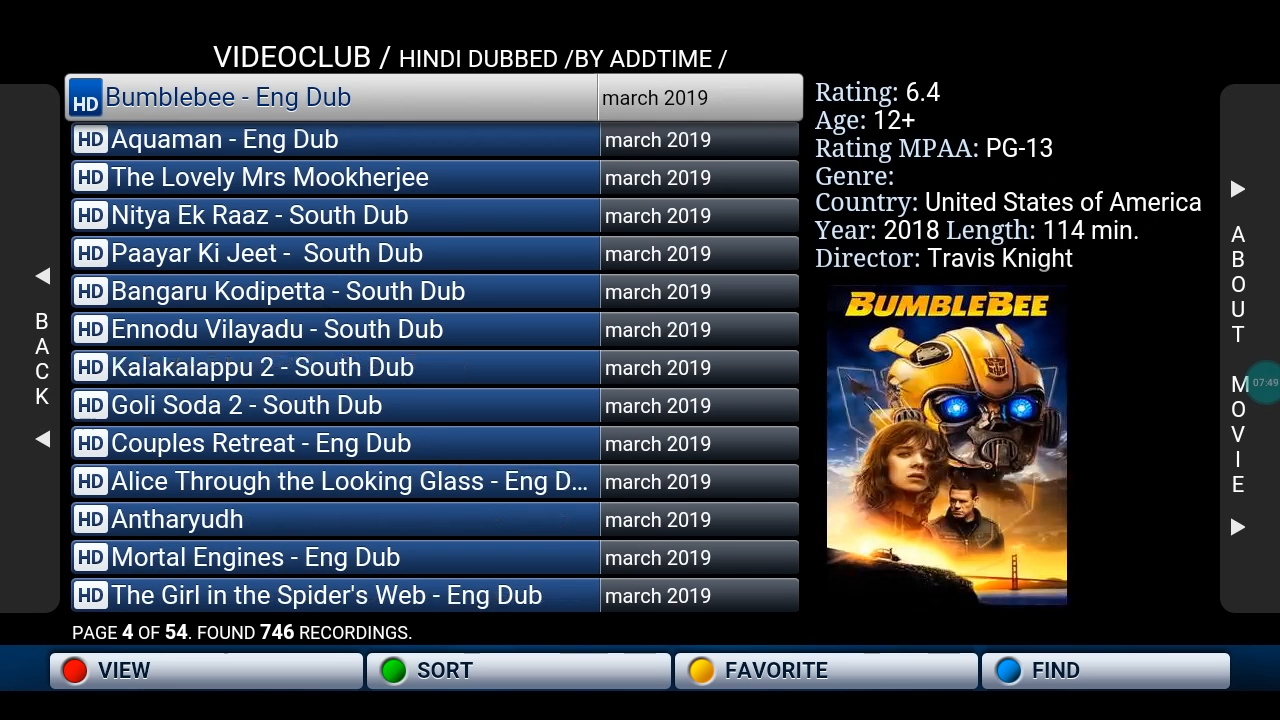 VIDEOCLUB / HINDI DUBBED /BY ADDTIME /
HD Bumblebee - Eng Dub march 2019
HD Aquaman - Eng Dub march 2019
HD The Lovely Mrs Mookherjee march 2019
HD Nitya Ek Raaz - South Dub march 2019
HD Paayar Ki Jeet - South Dub march 2019
HD Bangaru Kodipetta - South Dub march 2019
HD Ennodu Vilayadu - South Dub march 2019
HD Kalakalappu 2 - South Dub march 2019
HD Goli Soda 2 - South Dub march 2019
HD Couples Retreat - Eng Dub march 2019
HD Alice Through the Looking Glass - Eng D... march 2019
HD Antharyudh march 2019
HD Mortal Engines - Eng Dub march 2019
HD The Girl in the Spider's Web - Eng Dub march 2019
Rating: 6.4
Age: 12+
Rating MPAA: PG-13
Genre:
Country: United States of America
Year: 2018 Length: 114 min.
Director: Travis Knight
BUMBLEBEE
BACK
ABOUT MOVIE
07:49
PAGE 4 OF 54. FOUND 746 RECORDINGS.
VIEW SORT FAVORITE FIND